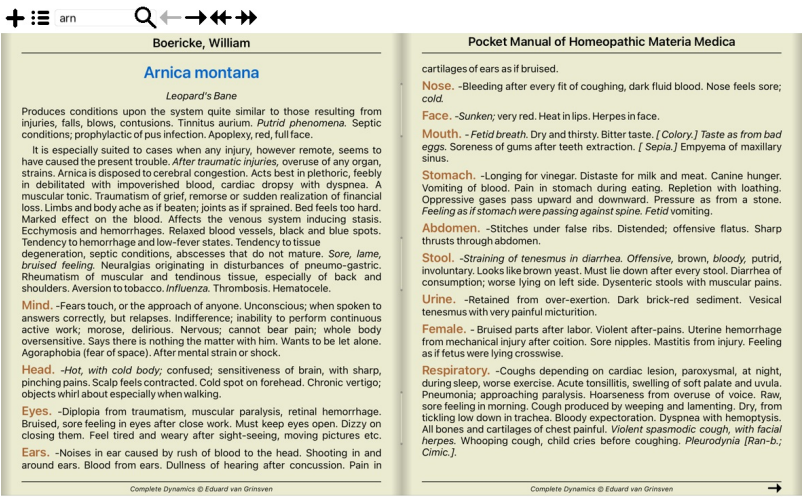 arn
Boericke, William
Arnica montana
Leopard's Bane
Produces conditions upon the system quite similar to those resulting from
injuries, falls, blows, contusions. Tinnitus aurium. Putrid phenomena. Septic
conditions; prophylactic of pus infection. Apoplexy, red, full face.
It is especially suited to cases when any injury, however remote, seems to
have caused the present trouble. After traumatic injuries, overuse of any organ,
strains. Arnica is disposed to cerebral congestion. Acts best in plethoric, feebly
in debilitated with impoverished blood, cardiac dropsy with dyspnea. A
muscular tonic. Traumatism of grief, remorse or sudden realization of financial
loss. Limbs and body ache as if beaten; joints as if sprained. Bed feels too hard.
Marked effect on the blood. Affects the venous system inducing stasis.
Ecchymosis and hemorrhages. Relaxed blood vessels, black and blue spots.
Tendency to hemorrhage and low-fever states. Tendency to tissue
degeneration, septic conditions, abscesses that do not mature. Sore, lame,
bruised feeling. Neuralgias originating in disturbances of pneumo-gastric.
Rheumatism of muscular and tendinous tissue, especially of back and
shoulders. Aversion to tobacco. Influenza. Thrombosis. Hematocele.
Mind. -Fears touch, or the approach of anyone. Unconscious; when spoken to
answers correctly, but relapses. Indifference; inability to perform continuous
active work; morose, delirious. Nervous; cannot bear pain; whole body
oversensitive. Says there is nothing the matter with him. Wants to be let alone.
Agoraphobia (fear of space). After mental strain or shock.
Head. -Hot, with cold body; confused; sensitiveness of brain, with sharp,
pinching pains. Scalp feels contracted. Cold spot on forehead. Chronic vertigo;
objects whirl about especially when walking.
Eyes. -Diplopia from traumatism, muscular paralysis, retinal hemorrhage.
Bruised, sore feeling in eyes after close work. Must keep eyes open. Dizzy on
closing them. Feel tired and weary after sight-seeing, moving pictures etc.
Ears. -Noises in ear caused by rush of blood to the head. Shooting in and
around ears. Blood from ears. Dullness of hearing after concussion. Pain in
Complete Dynamics © Eduard van Grinsven
Pocket Manual of Homeopathic Materia Medica
cartilages of ears as if bruised.
Nose. -Bleeding after every fit of coughing, dark fluid blood. Nose feels sore;
cold.
Face. -Sunken; very red. Heat in lips. Herpes in face.
Mouth. - Fetid breath. Dry and thirsty. Bitter taste. [ Colory.] Taste as from bad
eggs. Soreness of gums after teeth extraction. [ Sepia.] Empyema of maxillary
sinus.
Stomach. -Longing for vinegar. Distaste for milk and meat. Canine hunger.
Vomiting of blood. Pain in stomach during eating. Repletion with loathing.
Oppressive gases pass upward and downward. Pressure as from a stone.
Feeling as if stomach were passing against spine. Fetid vomiting.
Abdomen. -Stitches under false ribs. Distended; offensive flatus. Sharp
thrusts through abdomen.
Stool. -Straining of tenesmus in diarrhea. Offensive, brown, bloody, putrid,
involuntary. Looks like brown yeast. Must lie down after every stool. Diarrhea of
consumption; worse lying on left side. Dysenteric stools with muscular pains.
Urine. -Retained from over-exertion. Dark brick-red sediment. Vesical
tenesmus with very painful micturition.
Female. - Bruised parts after labor. Violent after-pains. Uterine hemorrhage
from mechanical injury after coition. Sore nipples. Mastitis from injury. Feeling
as if fetus were lying crosswise.
Respiratory. -Coughs depending on cardiac lesion, paroxysmal, at night,
during sleep, worse exercise. Acute tonsillitis, swelling of soft palate and uvula.
Pneumonia; approaching paralysis. Hoarseness from overuse of voice. Raw,
sore feeling in morning. Cough produced by weeping and lamenting. Dry, from
tickling low down in trachea. Bloody expectoration. Dyspnea with hemoptysis.
All bones and cartilages of chest painful. Violent spasmodic cough, with facial
herpes. Whooping cough, child cries before coughing. Pleurodynia [Ran-b.;
Cimic.].
Complete Dynamics © Eduard van Grinsven